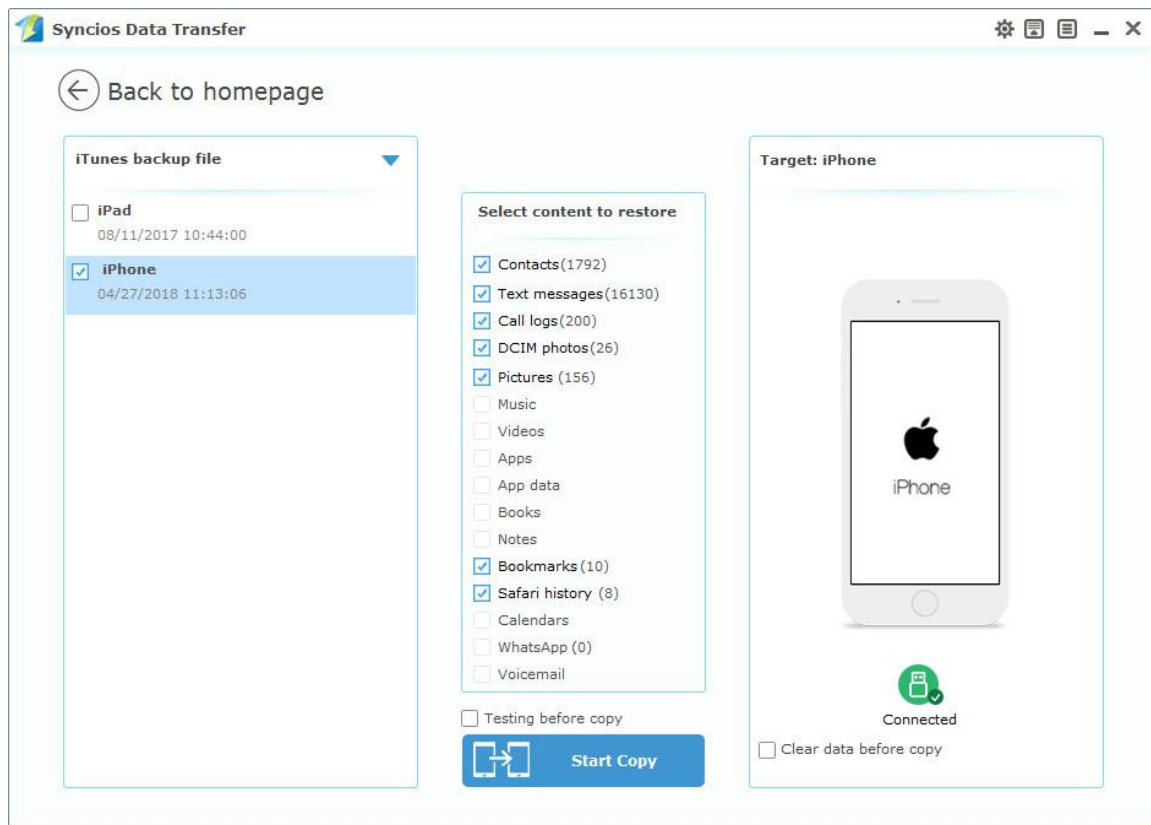 Syncios Data Transfer
Back to homepage
iTunes backup file
iPad
08/11/2017 10:44:00
iPhone
04/27/2018 11:13:06
Select content to restore
Contacts(1792)
Text messages(16130)
Call logs(200)
DCIM photos(26)
Pictures (156)
Music
Videos
Apps
App data
Books
Notes
Bookmarks(10)
Safari history (8)
Calendars
WhatsApp (0)
Voicemail
Testing before copy
Start Copy
Target: iPhone
iPhone
Connected
Clear data before copy